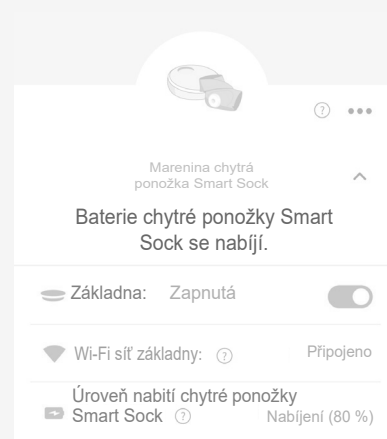 Marenina chytrá
ponožka Smart Sock
Baterie chytré ponožky Smart
Sock se nabíjí.
Základna: Zapnutá
Wi-Fi síť základny: ? Připojeno
Úroveň nabití chytré ponožky
Smart Sock ? Nabíjení (80 %)